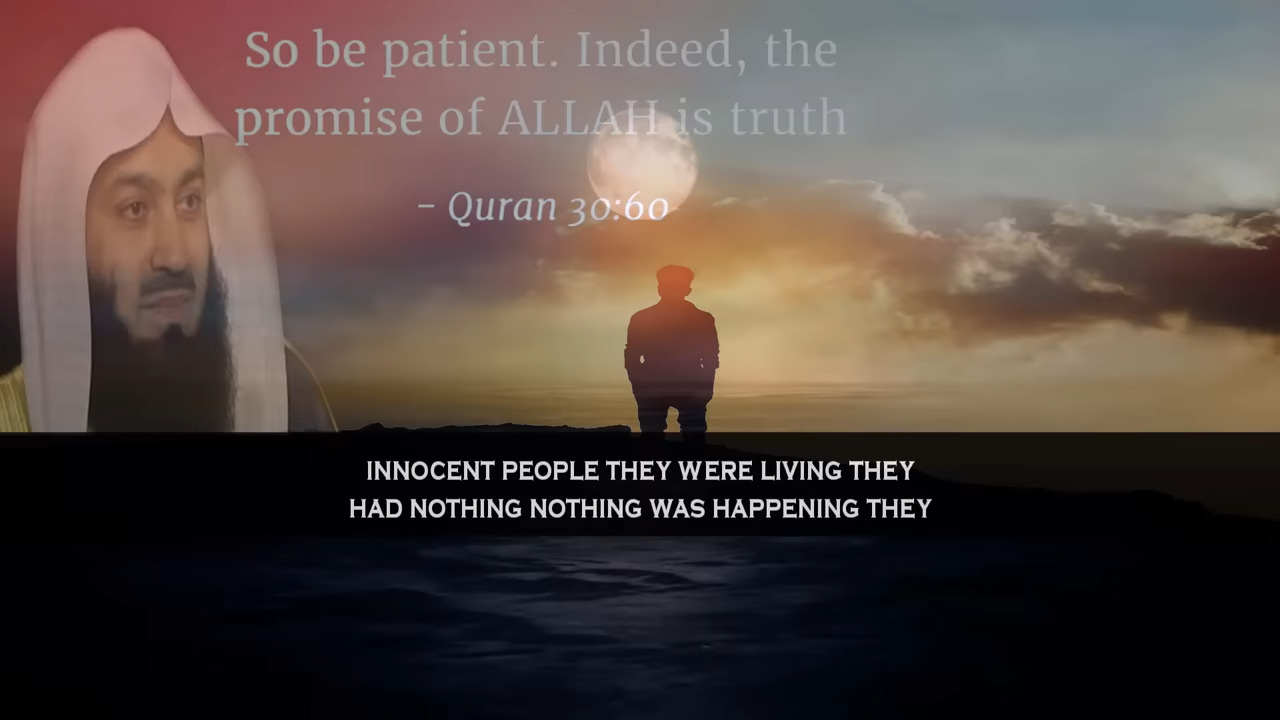 So be patient. Indeed, the
promise of ALLAH is truth
– Quran 30:60
INNOCENT PEOPLE THEY WERE LIVING THEY
HAD NOTHING NOTHING WAS HAPPENING THEY